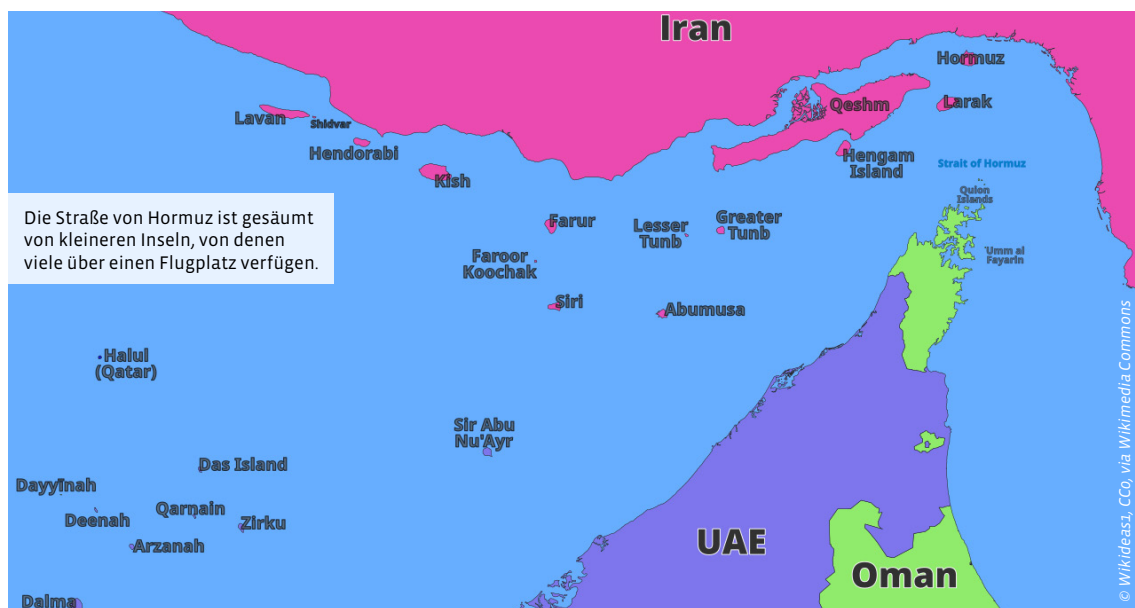 Iran
Hormuz
Qeshm
Larak
Lavan
Shidvar
Hendorabi
Hengam
Island
Strait of Hormuz
Kish
Quion
Islands
Die Straße von Hormuz ist gesäumt
von kleineren Inseln, von denen
viele über einen Flugplatz verfügen.
Farur
Lesser
Tunb
Greater
Tunb
Faroor
Koochak
'Umm al
Fayarin
Siri
Abumusa
Halul
(Qatar)
Sir Abu
Nu'Ayr
Das Island
Dayyīnah
Deenah
Qarnain
Zirku
Arzanah
UAE
Oman
Dalma
© Wikideas1, CC0, via Wikimedia Commons